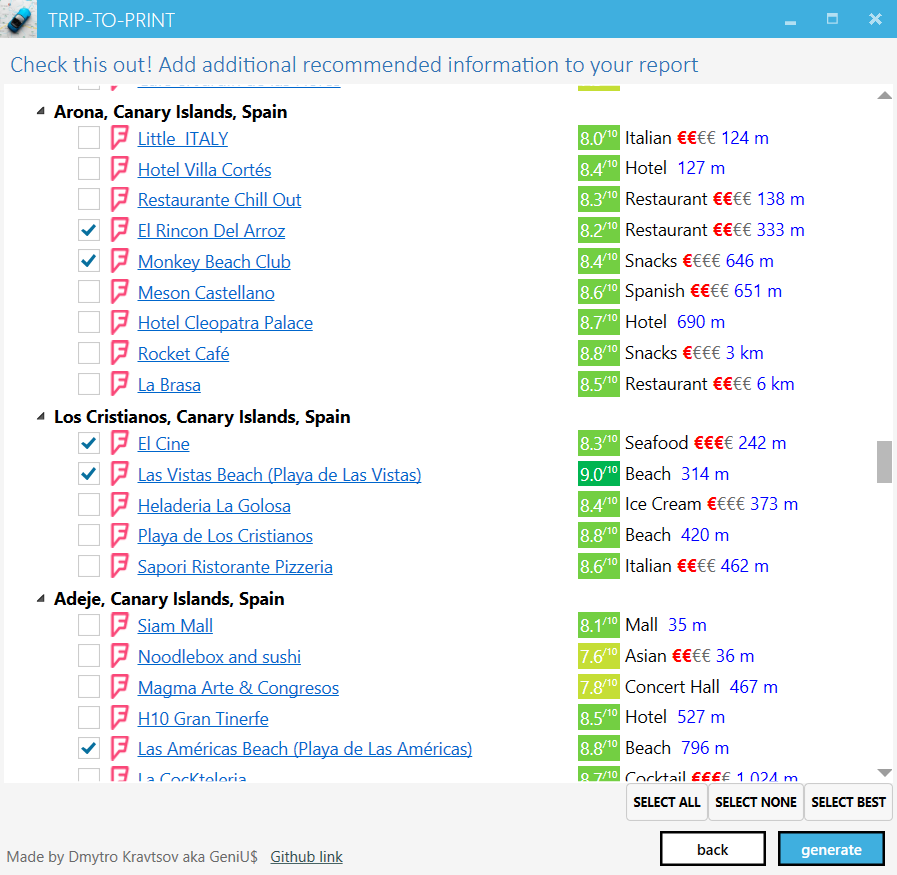 TRIP-TO-PRINT
Check this out! Add additional recommended information to your report
Arona, Canary Islands, Spain
Little ITALY 8.0/10 Italian €€€€ 124 m
Hotel Villa Cortés 8.4/10 Hotel 127 m
Restaurante Chill Out 8.3/10 Restaurant €€€€ 138 m
El Rincon Del Arroz 8.2/10 Restaurant €€€€ 333 m
Monkey Beach Club 8.4/10 Snacks €€€€ 646 m
Meson Castellano 8.6/10 Spanish €€€€ 651 m
Hotel Cleopatra Palace 8.7/10 Hotel 690 m
Rocket Café 8.8/10 Snacks €€€€ 3 km
La Brasa 8.5/10 Restaurant €€€€ 6 km
Los Cristianos, Canary Islands, Spain
El Cine 8.3/10 Seafood €€€€ 242 m
Las Vistas Beach (Playa de Las Vistas) 9.0/10 Beach 314 m
Heladeria La Golosa 8.4/10 Ice Cream €€€€ 373 m
Playa de Los Cristianos 8.8/10 Beach 420 m
Sapori Ristorante Pizzeria 8.6/10 Italian €€€€ 462 m
Adeje, Canary Islands, Spain
Siam Mall 8.1/10 Mall 35 m
Noodlebox and sushi 7.6/10 Asian €€€€ 36 m
Magma Arte & Congresos 7.8/10 Concert Hall 467 m
H10 Gran Tinerfe 8.5/10 Hotel 527 m
Las Américas Beach (Playa de Las Américas) 8.8/10 Beach 796 m
La CocKteleria 8.7/10 Cocktail €€€€ 1,024 m
SELECT ALL SELECT NONE SELECT BEST
Made by Dmytro Kravtsov aka GeniU$ Github link back generate